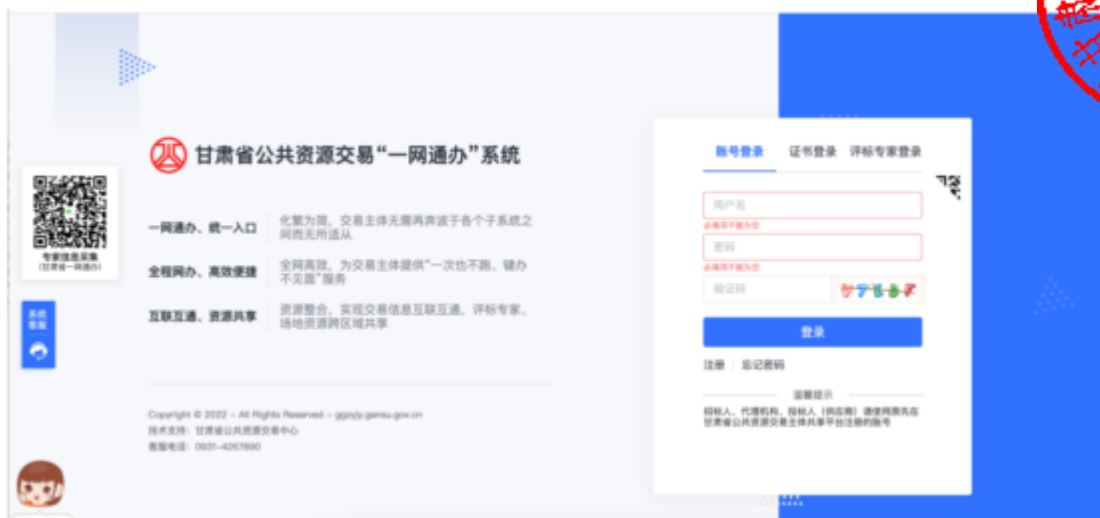 甘肃省公共资源交易“一网通办”系统
专家信息采集
(甘肃省一网通办)
系统
客服
一网通办、统一入口
化繁为简，交易主体无需再奔波于各个子系统之
间而无所适从
全程网办、高效便捷
全网高效，为交易主体提供“一次也不跑、键办
不见面”服务
互联互通、资源共享
资源整合，实现交易信息互联互通，评标专家、
场地资源跨区域共享
Copyright © 2022 - All Rights Reserved - ggzyjy.gansu.gov.cn
技术支持：甘肃省公共资源交易中心
客服电话：0931-4267890
账号登录 证书登录 评标专家登录
用户名
必填项不能为空
密码
必填项不能为空
验证码
登录
注册 忘记密码
温馨提示
招标人、代理机构、投标人（供应商）请使用原先在
甘肃省公共资源交易主体共享平台注册的账号